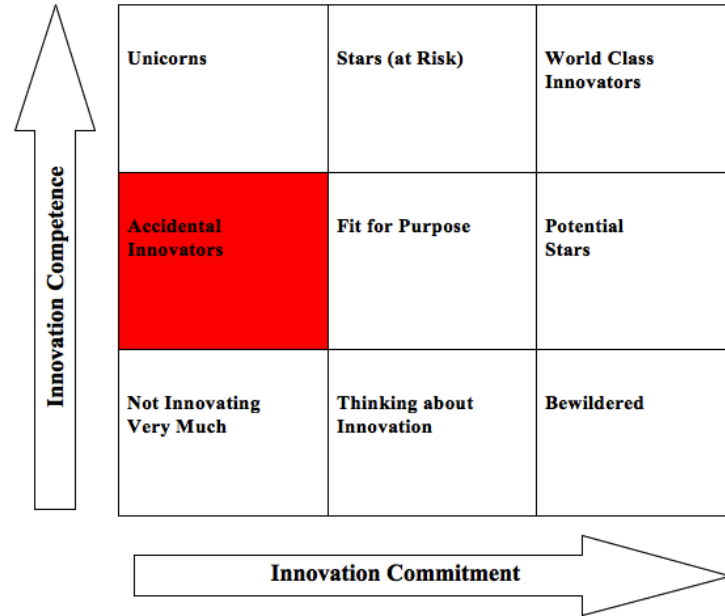 Unicorns
Stars (at Risk)
World Class
Innovators
Accidental
Innovators
Fit for Purpose
Potential
Stars
Not Innovating
Very Much
Thinking about
Innovation
Bewildered
Innovation Competence
Innovation Commitment